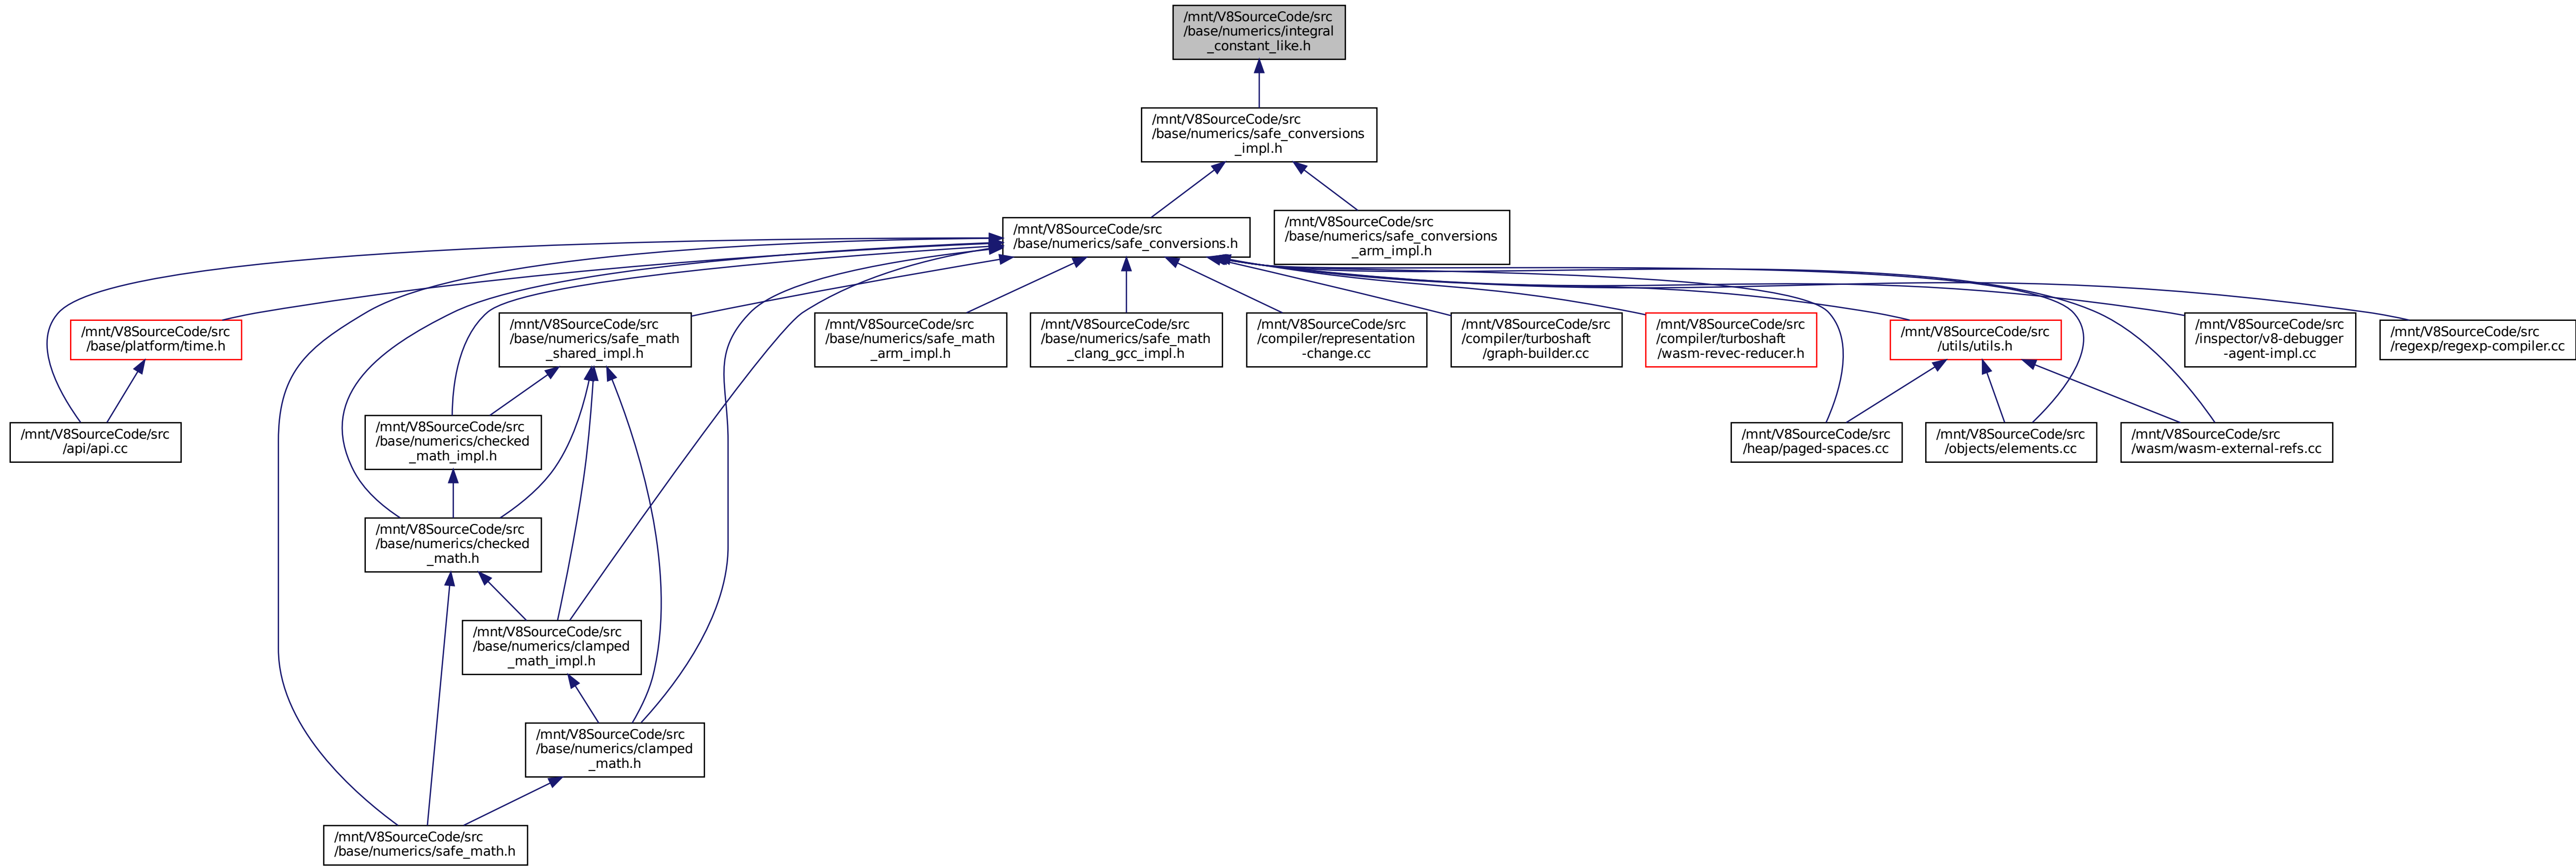 /mnt/V8SourceCode/src
/base/numerics/integral
_constant_like.h
/mnt/V8SourceCode/src
/base/numerics/safe_conversions
_impl.h
/mnt/V8SourceCode/src
/base/numerics/safe_conversions.h
/mnt/V8SourceCode/src
/base/numerics/safe_conversions
_arm_impl.h
/mnt/V8SourceCode/src
/base/platform/time.h
/mnt/V8SourceCode/src
/base/numerics/safe_math
_shared_impl.h
/mnt/V8SourceCode/src
/base/numerics/safe_math
_arm_impl.h
/mnt/V8SourceCode/src
/base/numerics/safe_math
_clang_gcc_impl.h
/mnt/V8SourceCode/src
/compiler/representation
-change.cc
/mnt/V8SourceCode/src
/compiler/turboshaft
/graph-builder.cc
/mnt/V8SourceCode/src
/compiler/turboshaft
/wasm-revec-reducer.h
/mnt/V8SourceCode/src
/utils/utils.h
/mnt/V8SourceCode/src
/inspector/v8-debugger
-agent-impl.cc
/mnt/V8SourceCode/src
/regexp/regexp-compiler.cc
/mnt/V8SourceCode/src
/api/api.cc
/mnt/V8SourceCode/src
/base/numerics/checked
_math_impl.h
/mnt/V8SourceCode/src
/heap/paged-spaces.cc
/mnt/V8SourceCode/src
/objects/elements.cc
/mnt/V8SourceCode/src
/wasm/wasm-external-refs.cc
/mnt/V8SourceCode/src
/base/numerics/checked
_math.h
/mnt/V8SourceCode/src
/base/numerics/clamped
_math_impl.h
/mnt/V8SourceCode/src
/base/numerics/clamped
_math.h
/mnt/V8SourceCode/src
/base/numerics/safe_math.h